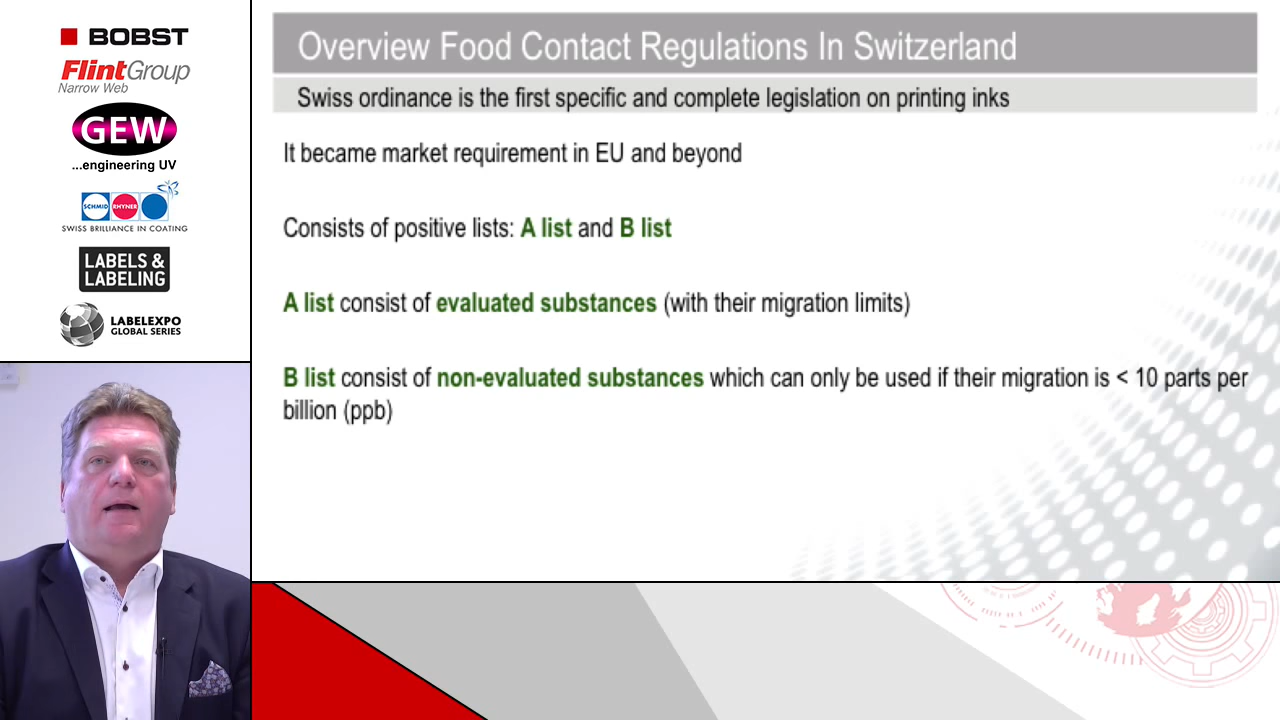 BOBST
FlintGroup
Narrow Web
GEW
...engineering UV
SCHMID RHYNER
SWISS BRILLIANCE IN COATING
LABELS &
LABELING
LABELEXPO
GLOBAL SERIES
Overview Food Contact Regulations In Switzerland
Swiss ordinance is the first specific and complete legislation on printing inks
It became market requirement in EU and beyond
Consists of positive lists: A list and B list
A list consist of evaluated substances (with their migration limits)
B list consist of non-evaluated substances which can only be used if their migration is < 10 parts per
billion (ppb)